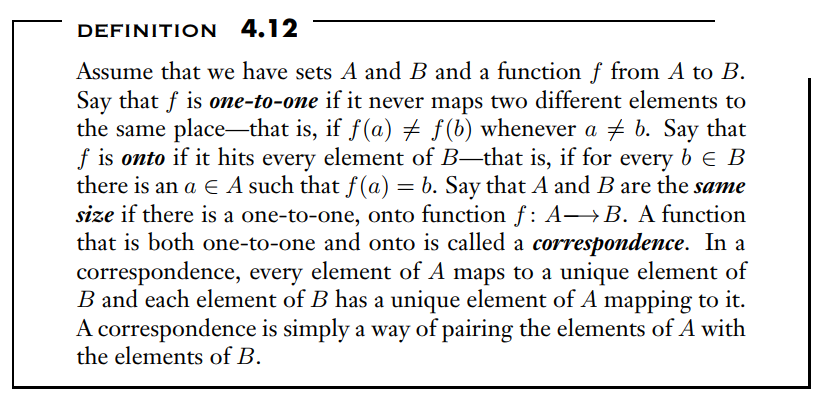 DEFINITION 4.12
Assume that we have sets A and B and a function f from A to B.
Say that f is one-to-one if it never maps two different elements to
the same place—that is, if f(a) ≠ f(b) whenever a ≠ b. Say that
f is onto if it hits every element of B—that is, if for every b ∈ B
there is an a ∈ A such that f(a) = b. Say that A and B are the same
size if there is a one-to-one, onto function f: A⟶B. A function
that is both one-to-one and onto is called a correspondence. In a
correspondence, every element of A maps to a unique element of
B and each element of B has a unique element of A mapping to it.
A correspondence is simply a way of pairing the elements of A with
the elements of B.